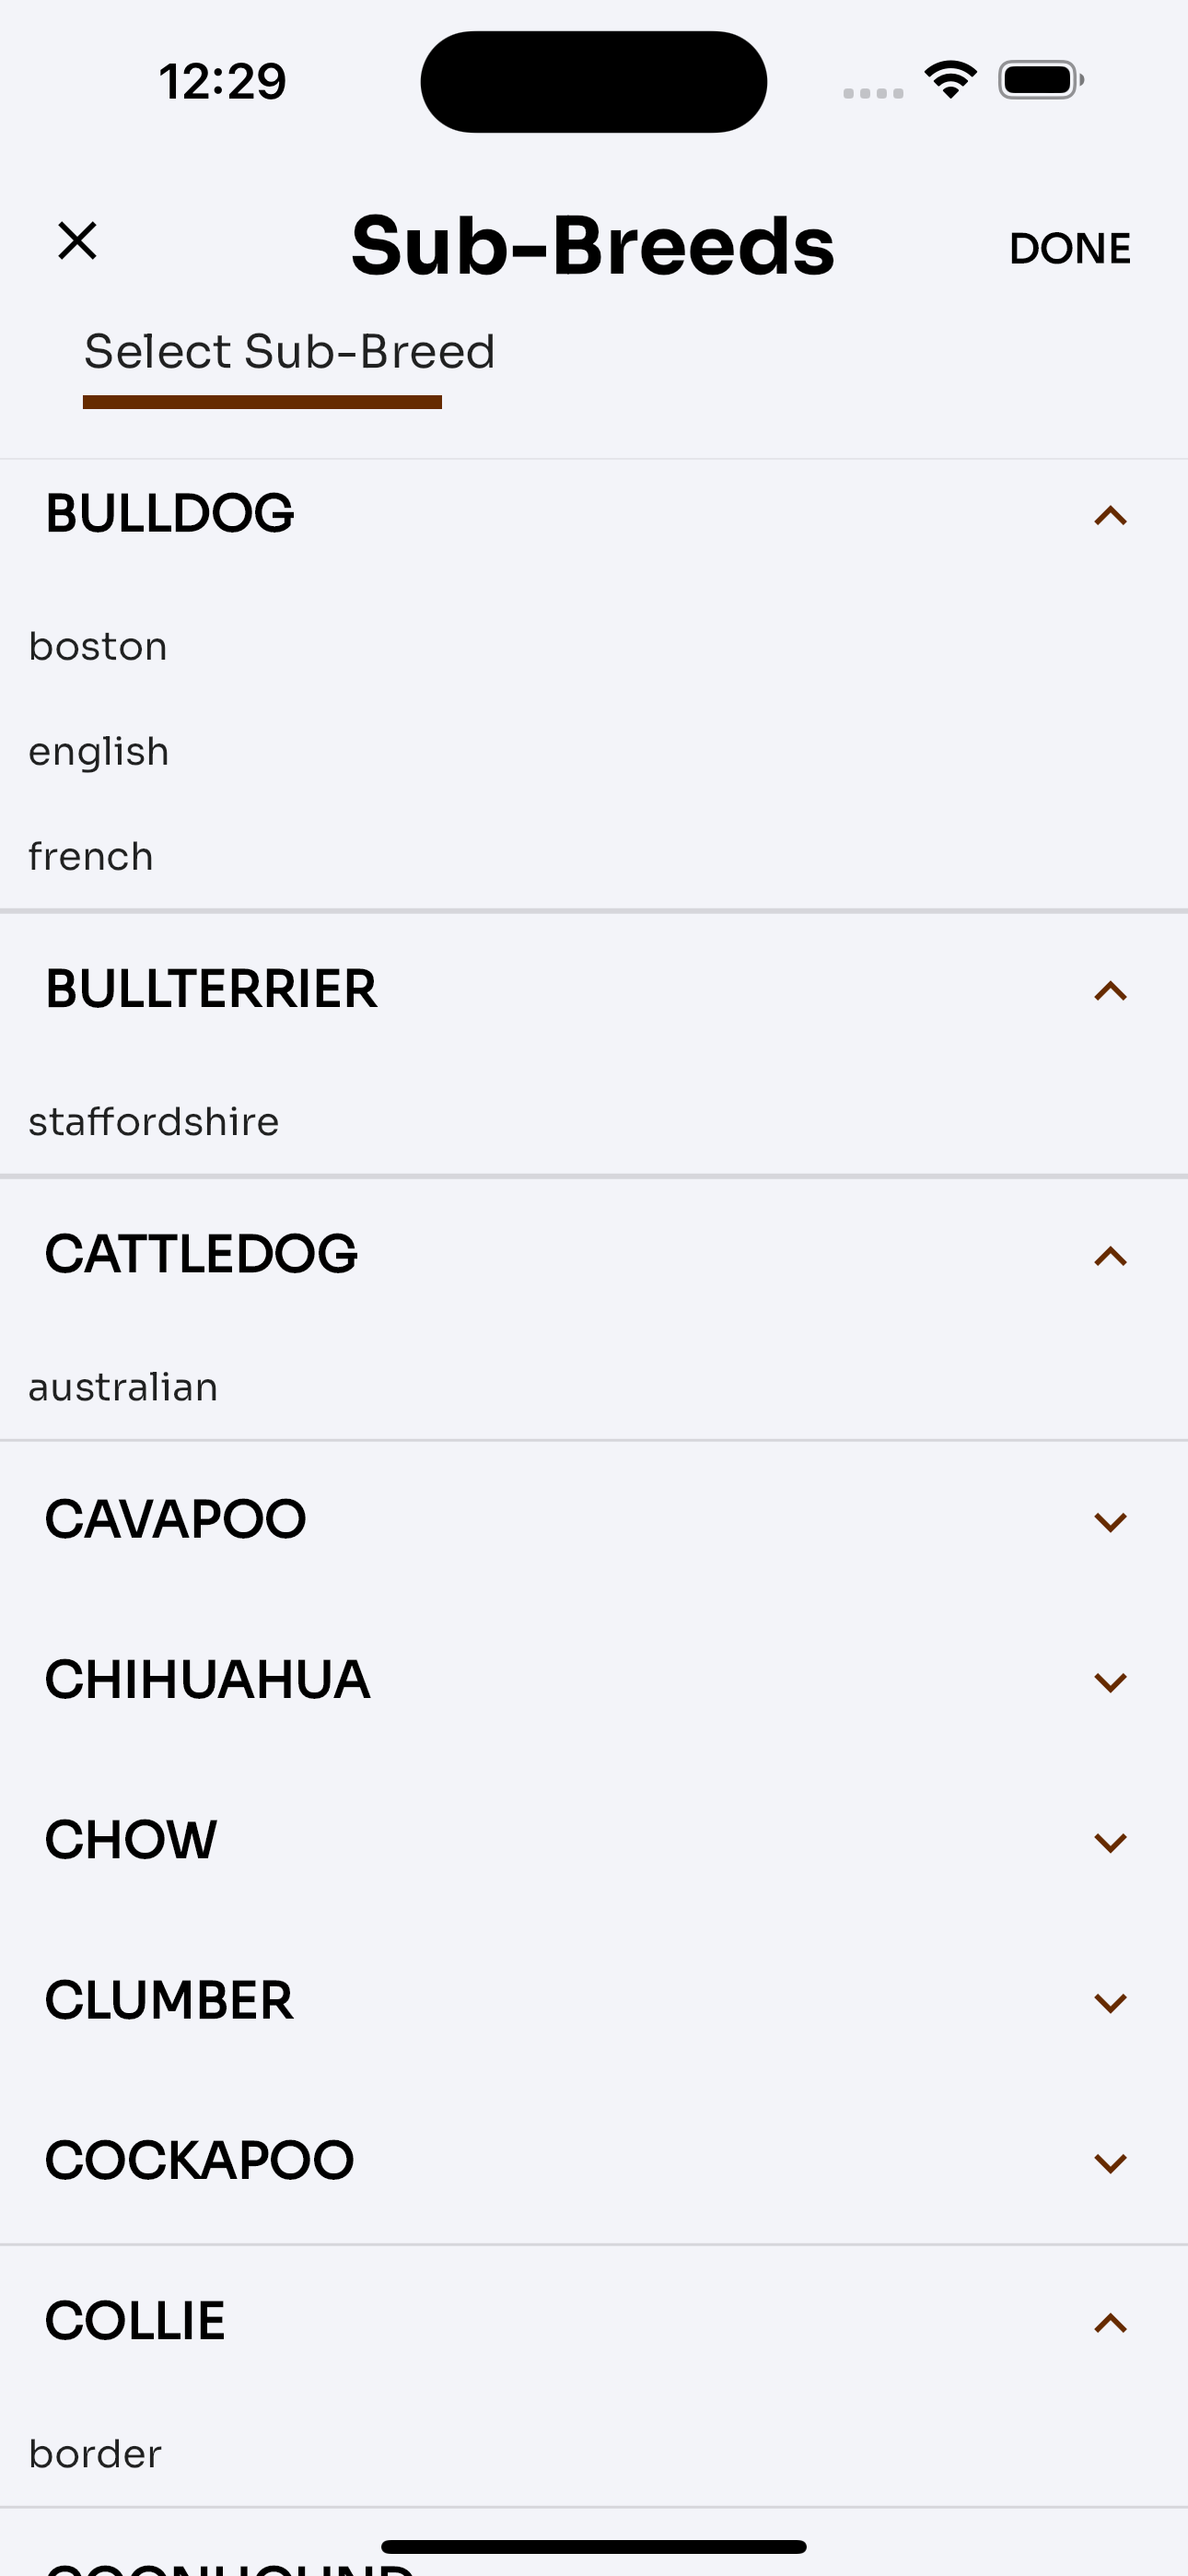 12:29
Sub-Breeds
DONE
Select Sub-Breed
BULLDOG
boston
english
french
BULLTERRIER
staffordshire
CATTLEDOG
australian
CAVAPOO
CHIHUAHUA
CHOW
CLUMBER
COCKAPOO
COLLIE
border
COONHOUND